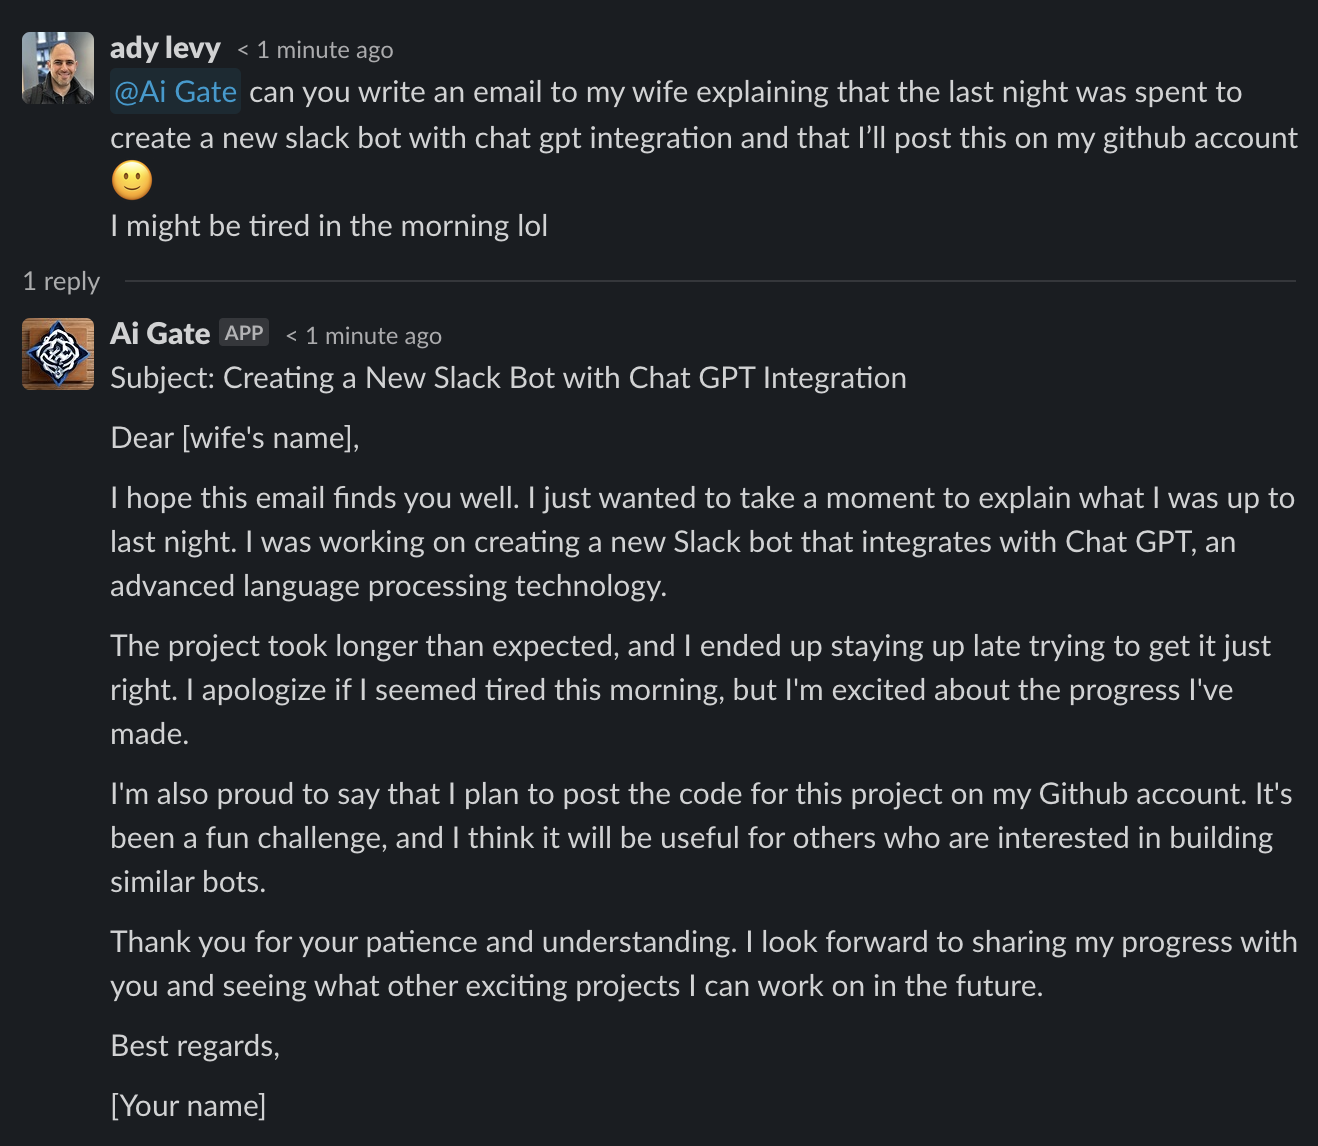 ady levy < 1 minute ago
@Ai Gate can you write an email to my wife explaining that the last night was spent to
create a new slack bot with chat gpt integration and that I’ll post this on my github account
🙂
I might be tired in the morning lol
1 reply
Ai Gate APP < 1 minute ago
Subject: Creating a New Slack Bot with Chat GPT Integration
Dear [wife's name],
I hope this email finds you well. I just wanted to take a moment to explain what I was up to
last night. I was working on creating a new Slack bot that integrates with Chat GPT, an
advanced language processing technology.
The project took longer than expected, and I ended up staying up late trying to get it just
right. I apologize if I seemed tired this morning, but I'm excited about the progress I've
made.
I'm also proud to say that I plan to post the code for this project on my Github account. It's
been a fun challenge, and I think it will be useful for others who are interested in building
similar bots.
Thank you for your patience and understanding. I look forward to sharing my progress with
you and seeing what other exciting projects I can work on in the future.
Best regards,
[Your name]